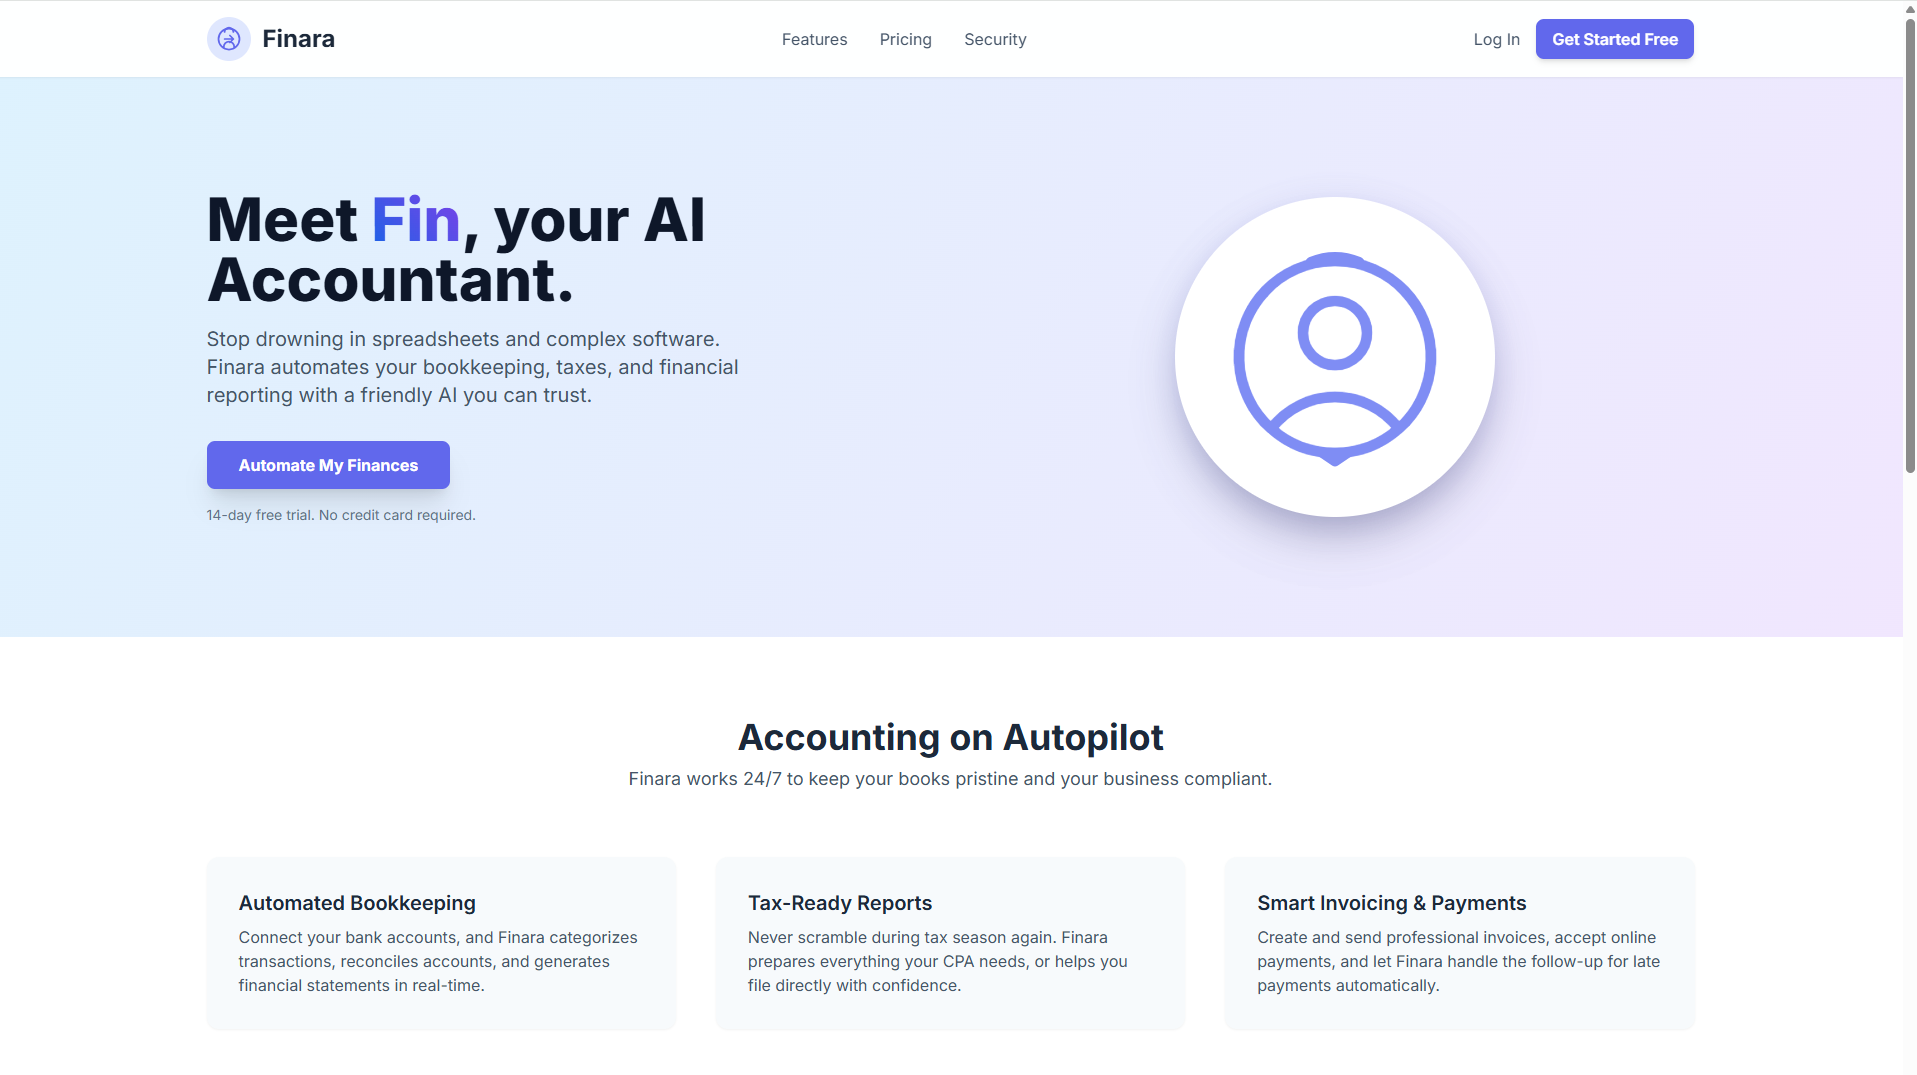 Finara
Features
Pricing
Security
Log In
Get Started Free
Meet Fin, your AI
Accountant.
Stop drowning in spreadsheets and complex software.
Finara automates your bookkeeping, taxes, and financial
reporting with a friendly AI you can trust.
Automate My Finances
14-day free trial. No credit card required.
Accounting on Autopilot
Finara works 24/7 to keep your books pristine and your business compliant.
Automated Bookkeeping
Connect your bank accounts, and Finara categorizes
transactions, reconciles accounts, and generates
financial statements in real-time.
Tax-Ready Reports
Never scramble during tax season again. Finara
prepares everything your CPA needs, or helps you
file directly with confidence.
Smart Invoicing & Payments
Create and send professional invoices, accept online
payments, and let Finara handle the follow-up for late
payments automatically.